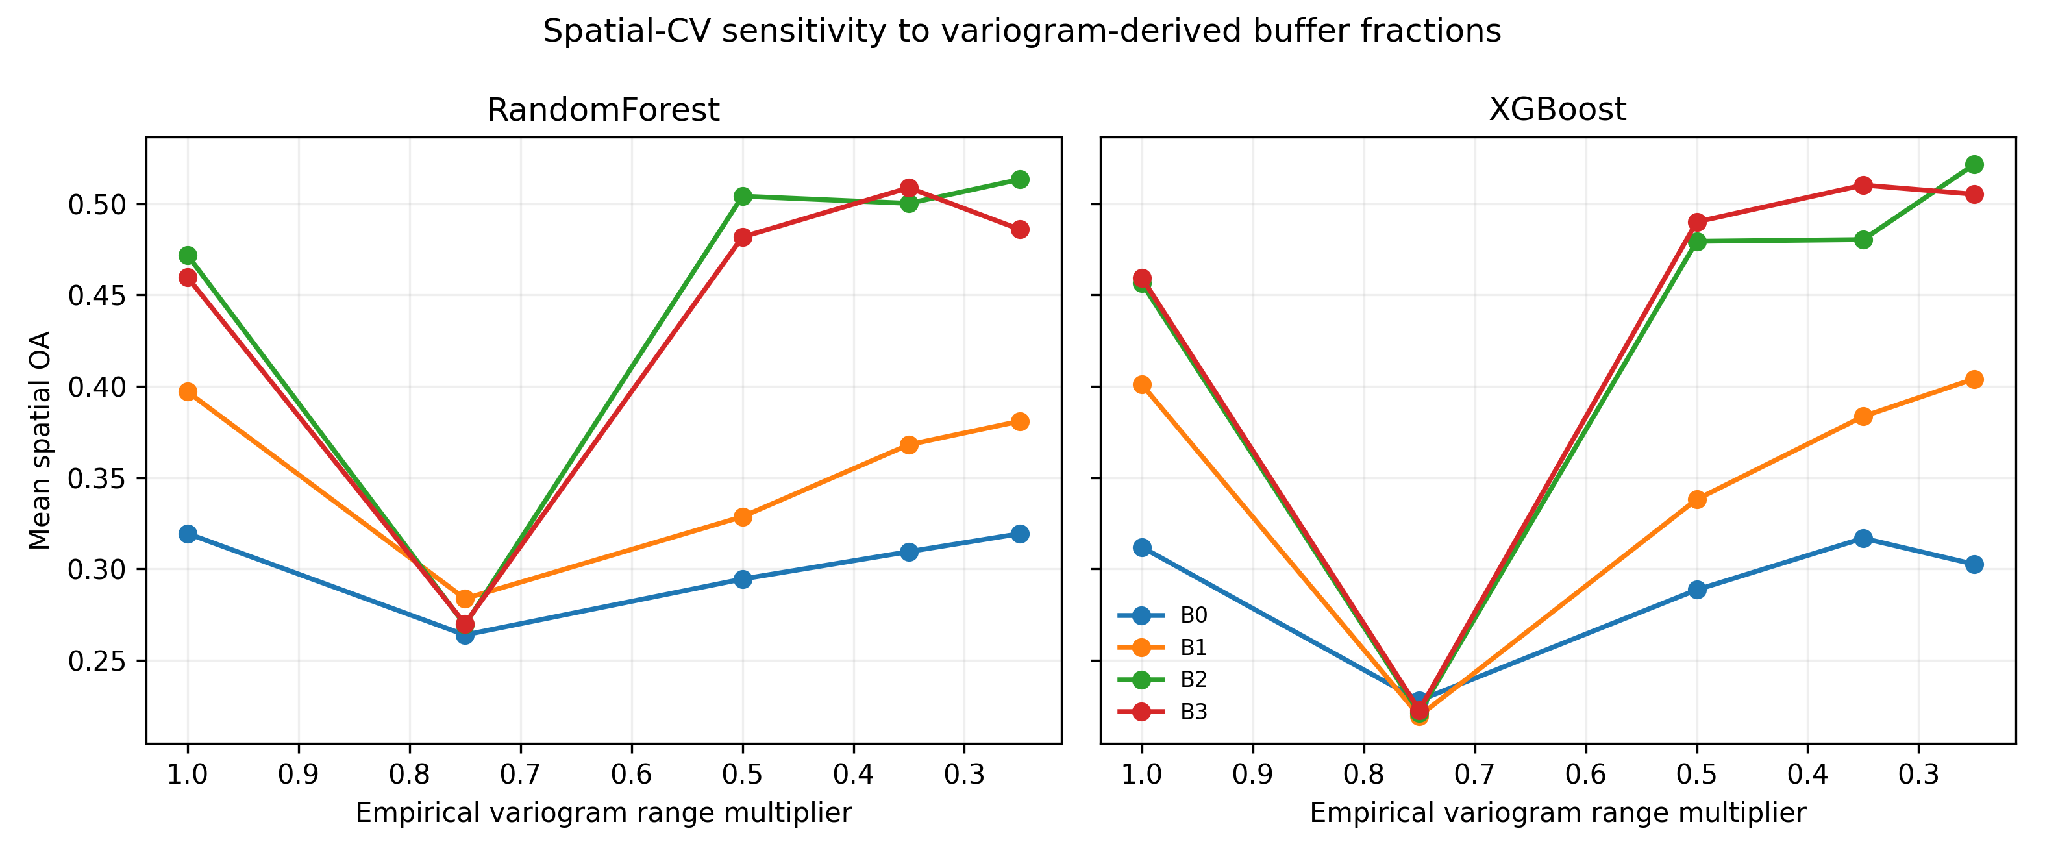 Spatial-CV sensitivity to variogram-derived buffer fractions
RandomForest
XGBoost
Mean spatial OA
0.50
0.45
0.40
0.35
0.30
0.25
B0
B1
B2
B3
1.0 0.9 0.8 0.7 0.6 0.5 0.4 0.3
1.0 0.9 0.8 0.7 0.6 0.5 0.4 0.3
Empirical variogram range multiplier
Empirical variogram range multiplier